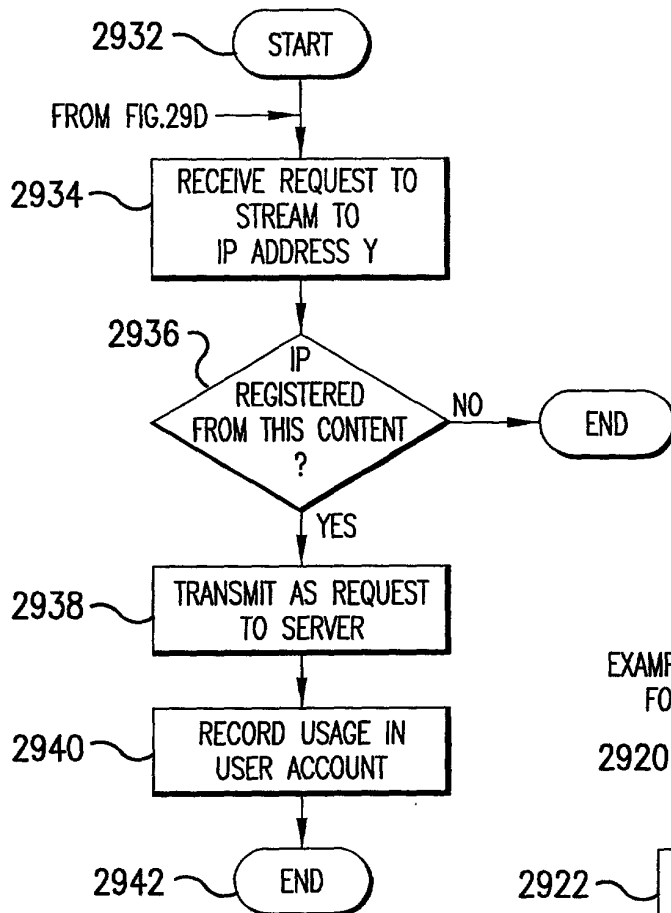 2932
START
FROM FIG.29D
2934
RECEIVE REQUEST TO
STREAM TO
IP ADDRESS Y
2936
IP
REGISTERED
FROM THIS CONTENT
?
NO
END
YES
2938
TRANSMIT AS REQUEST
TO SERVER
2940
RECORD USAGE IN
USER ACCOUNT
2942
END
2920
2922